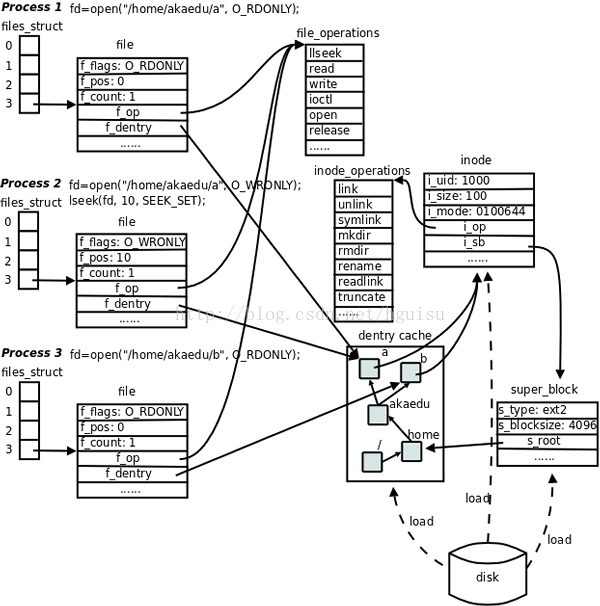 Process 1 fd=open("/home/akaedu/a", O_RDONLY);
files_struct
0
1
2
3
file
f_flags: O_RDONLY
f_pos: 0
f_count: 1
f_op
f_dentry
......
file_operations
llseek
read
write
ioctl
open
release
......
Process 2 fd=open("/home/akaedu/a", O_WRONLY);
lseek(fd, 10, SEEK_SET);
files_struct
0
1
2
3
file
f_flags: O_WRONLY
f_pos: 10
f_count: 1
f_op
f_dentry
......
inode_operations
link
unlink
symlink
mkdir
rmdir
rename
readlink
truncate
......
inode
i_uid: 1000
i_size: 100
i_mode: 0100644
i_op
i_sb
......
http://blog.csdn.net/hguisu
Process 3 fd=open("/home/akaedu/b", O_RDONLY);
files_struct
0
1
2
3
file
f_flags: O_RDONLY
f_pos: 0
f_count: 1
f_op
f_dentry
......
dentry cache
a
b
akaedu
home
/
super_block
s_type: ext2
s_blocksize: 4096
s_root
......
load
load
load
disk